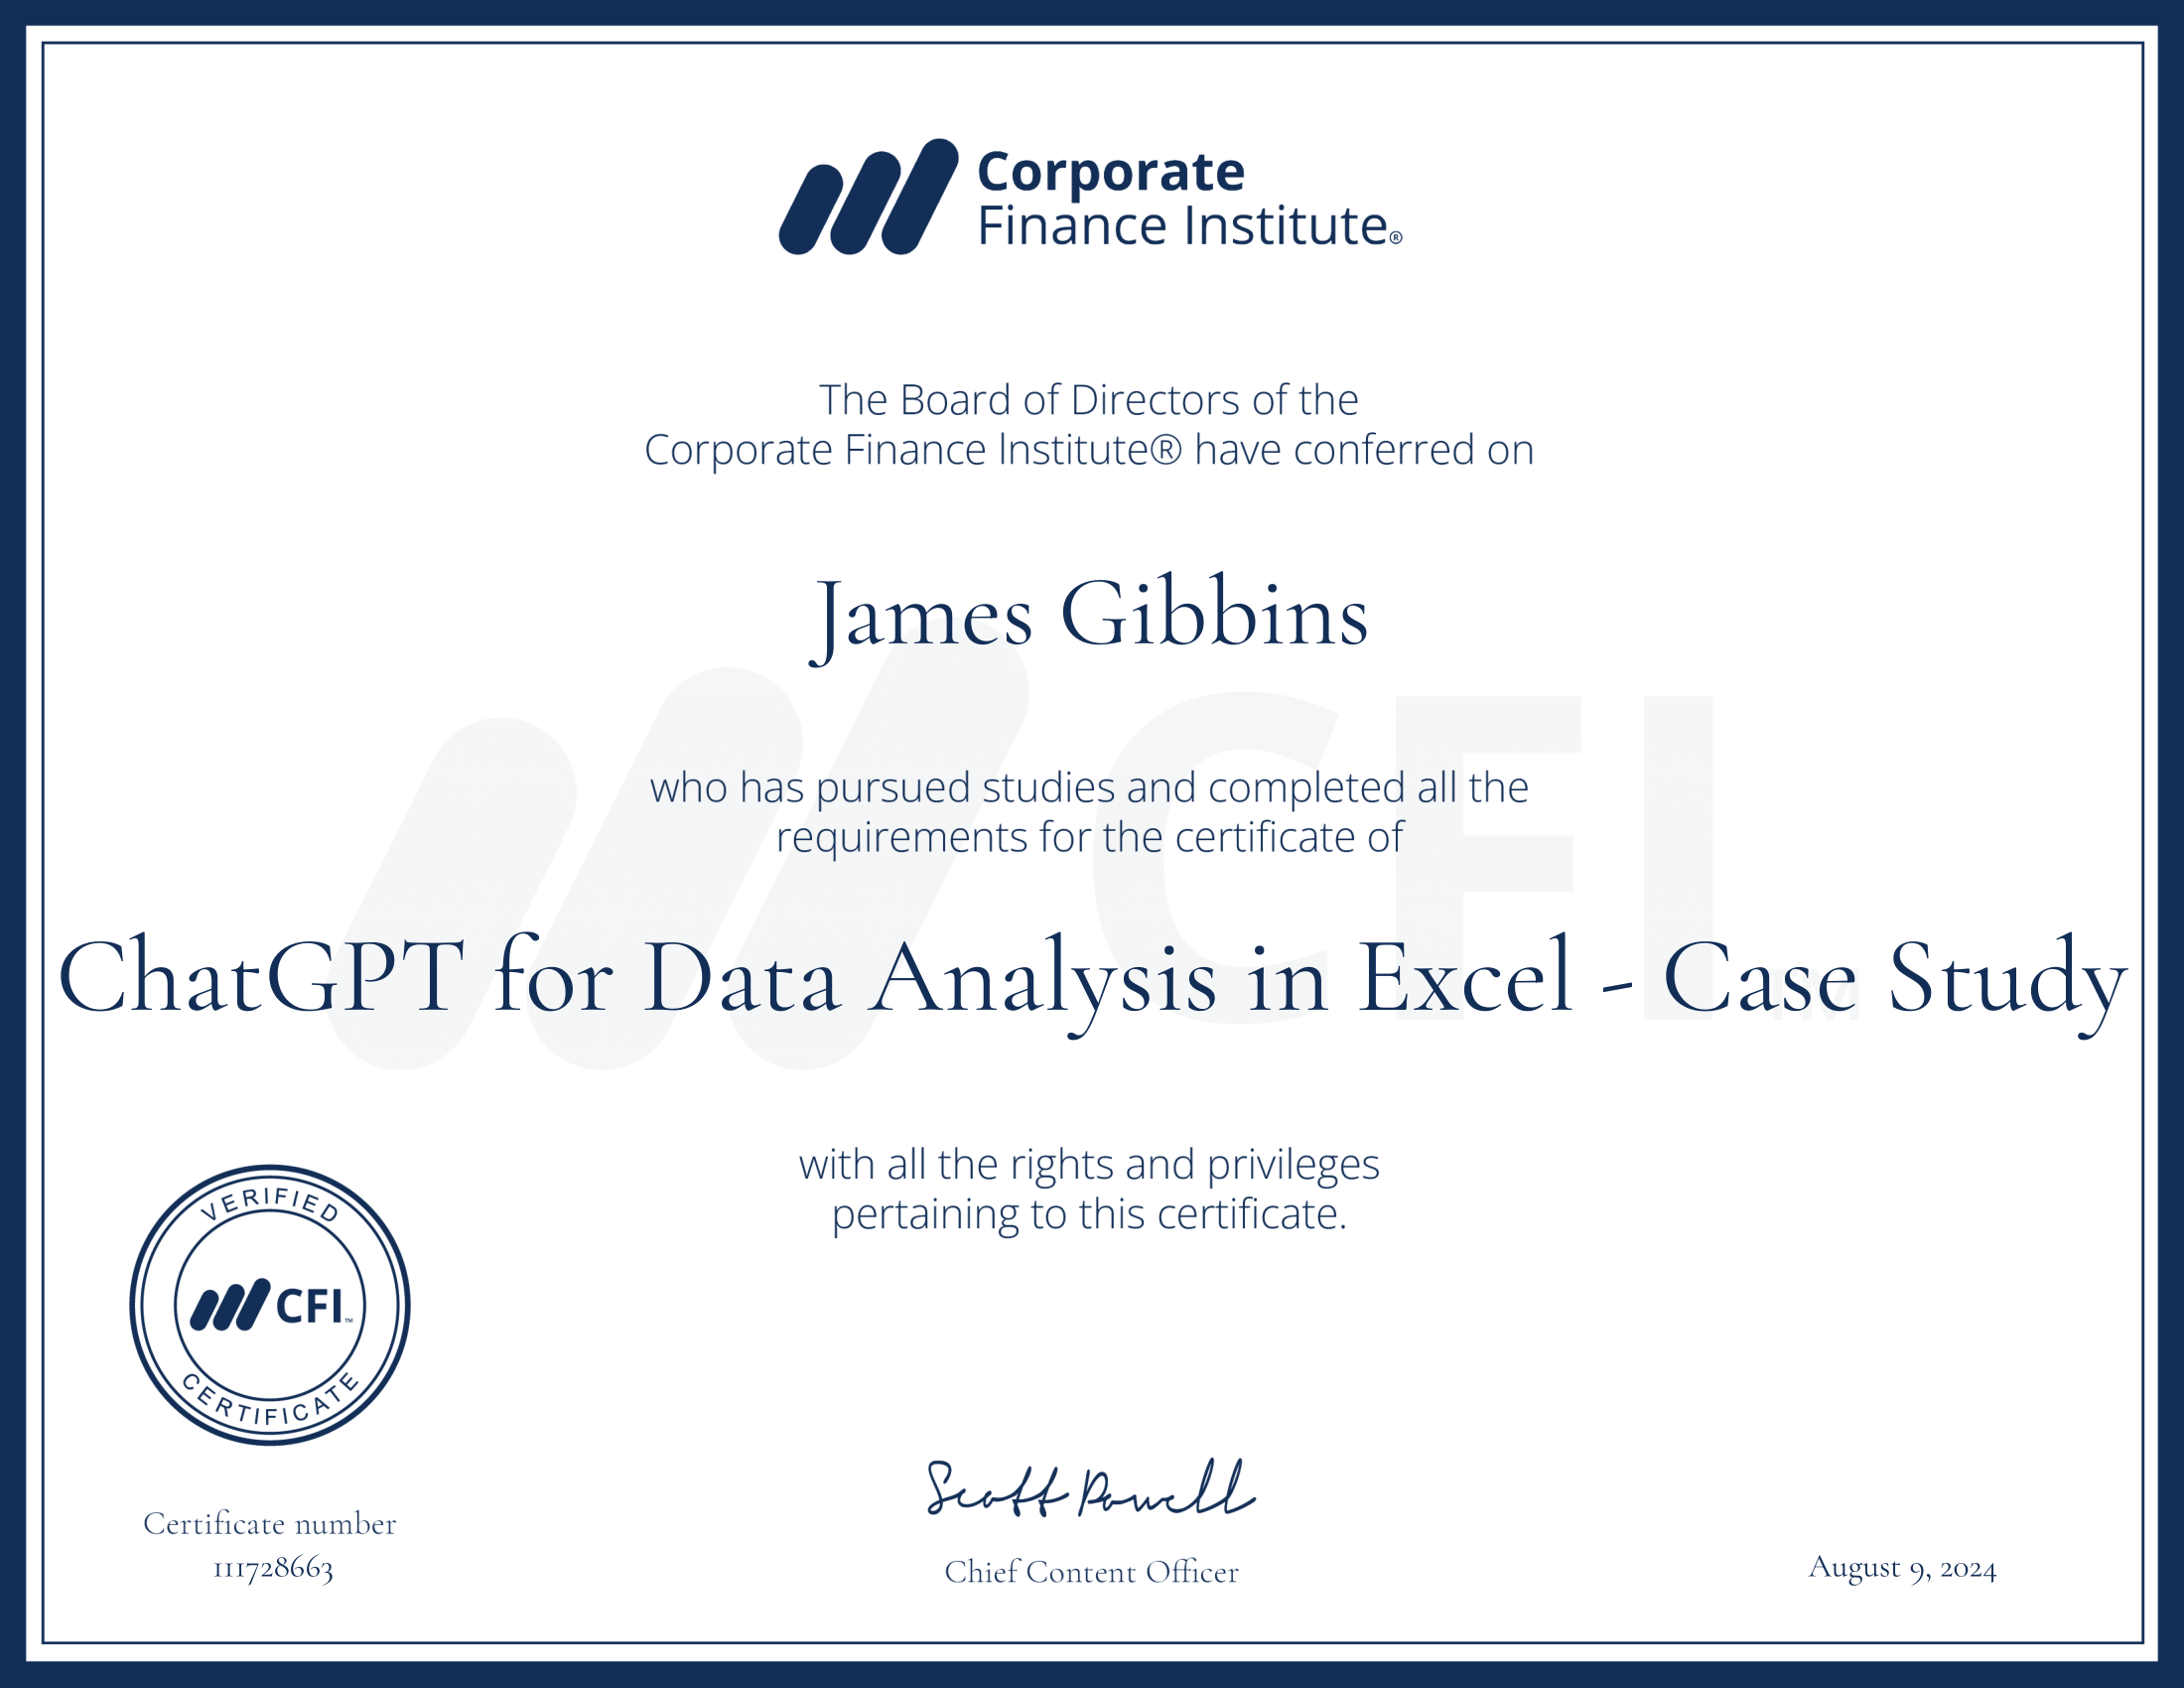 Corporate
Finance Institute®
The Board of Directors of the
Corporate Finance Institute® have conferred on
James Gibbins
CFI
who has pursued studies and completed all the
requirements for the certificate of
ChatGPT for Data Analysis in Excel - Case Study
with all the rights and privileges
pertaining to this certificate.
VERIFIED
CFI™
CERTIFICATE
Scott Powell
Certificate number
111728663
Chief Content Officer
August 9, 2024